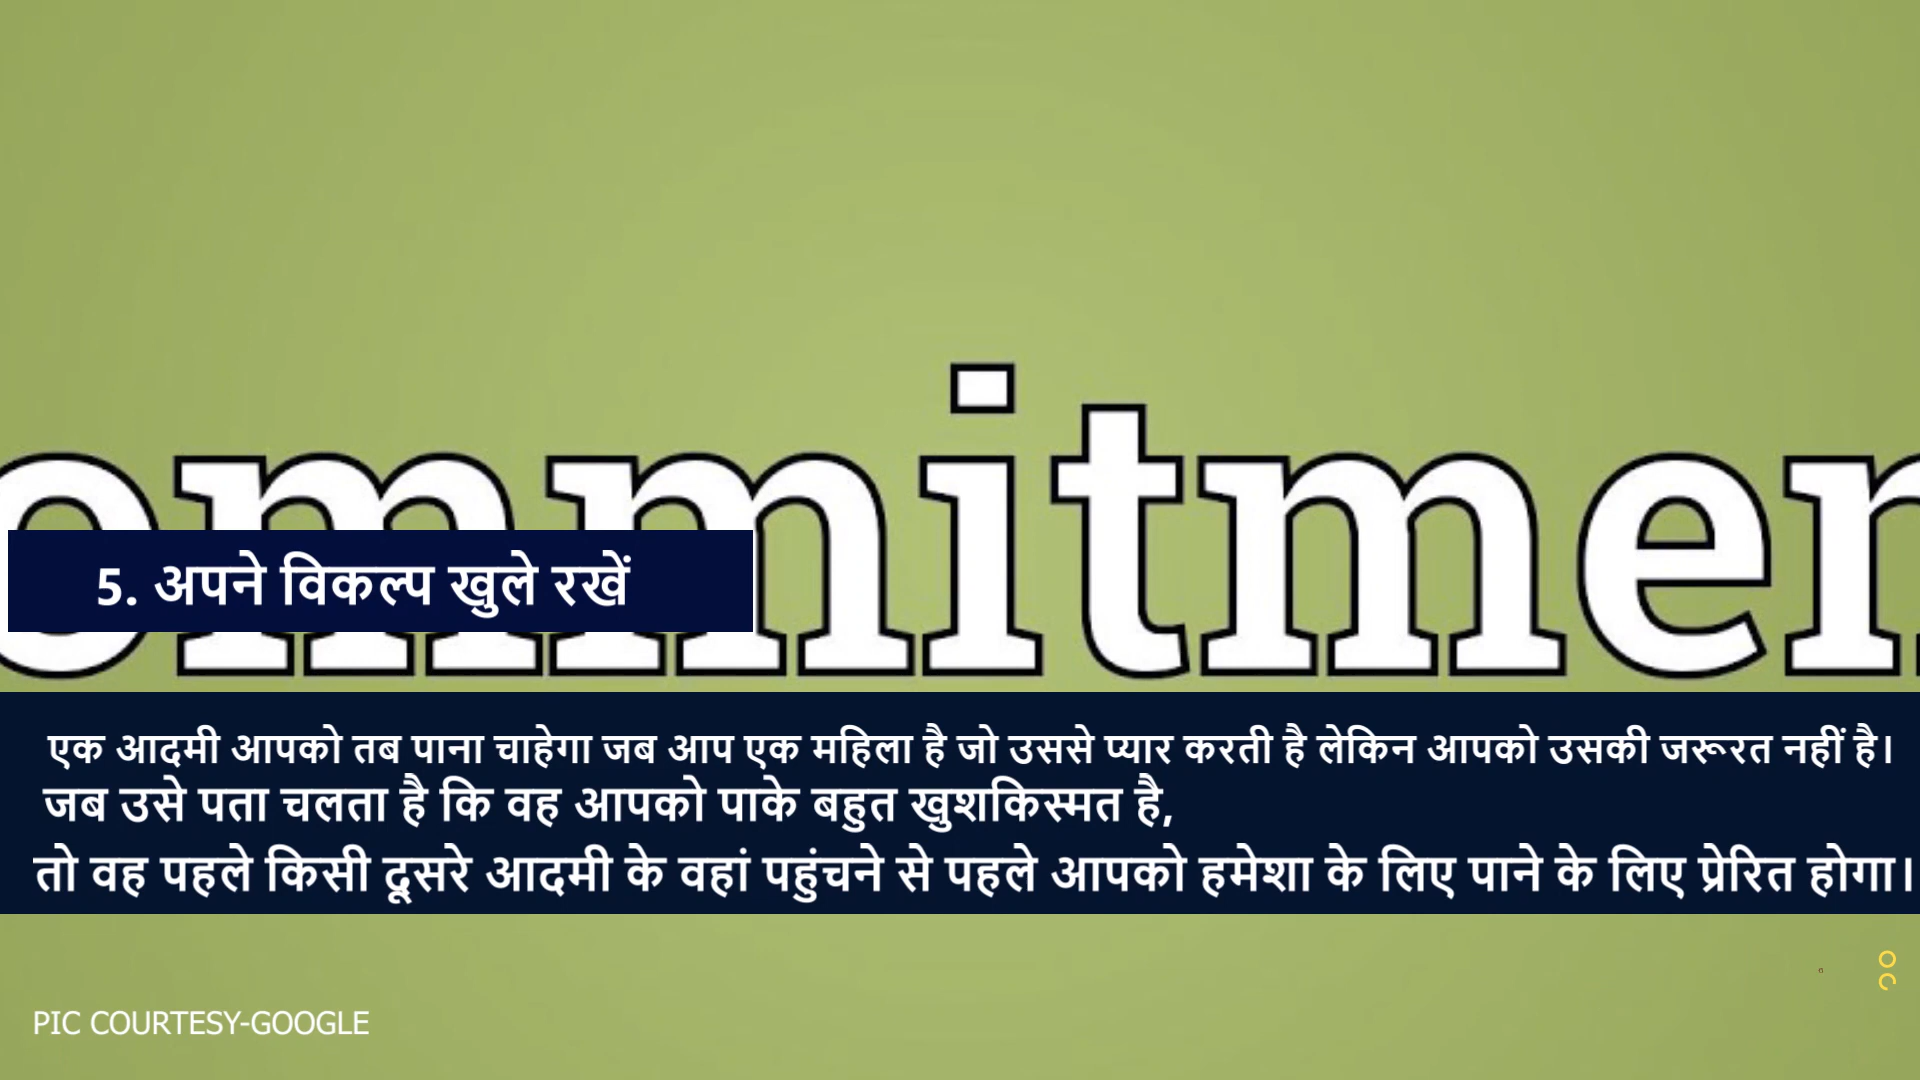 ommitmen
5. अपने विकल्प खुले रखें
एक आदमी आपको तब पाना चाहेगा जब आप एक महिला है जो उससे प्यार करती है लेकिन आपको उसकी जरूरत नहीं है।
जब उसे पता चलता है कि वह आपको पाके बहुत खुशकिस्मत है,
तो वह पहले किसी दूसरे आदमी के वहां पहुंचने से पहले आपको हमेशा के लिए पाने के लिए प्रेरित होगा।
PIC COURTESY-GOOGLE